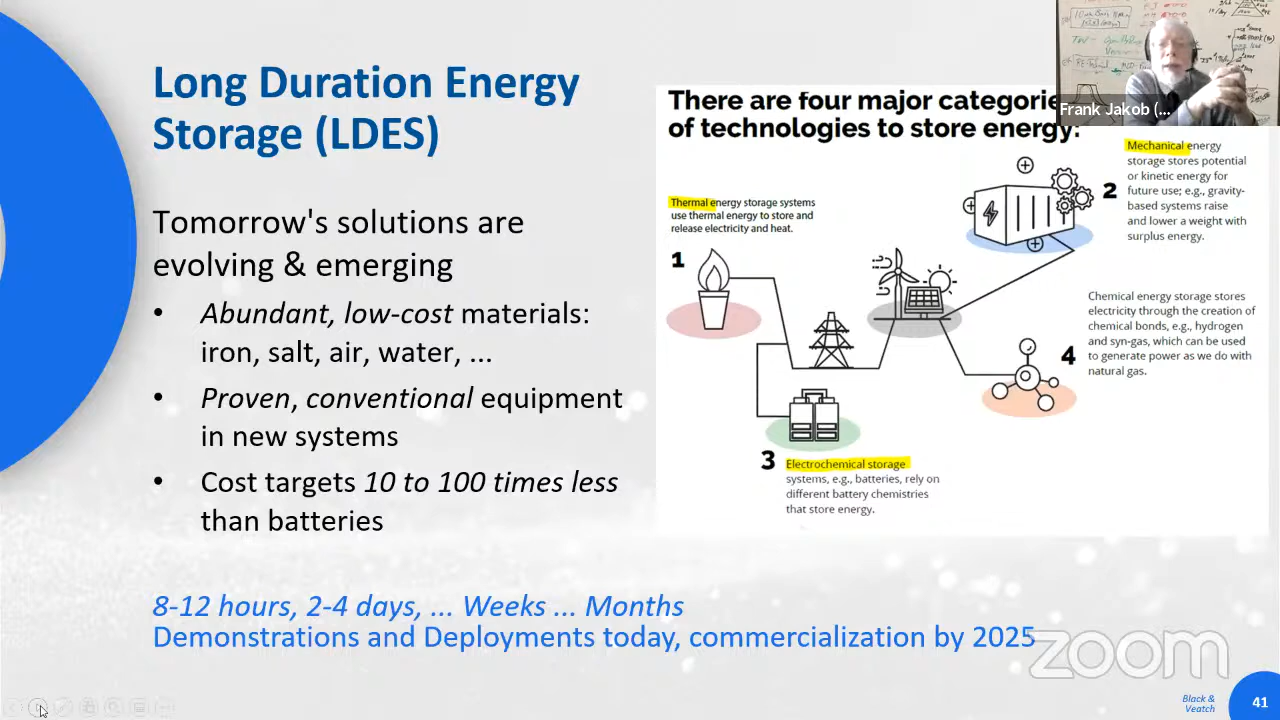 Long Duration Energy
Storage (LDES)
Tomorrow's solutions are
evolving & emerging
• Abundant, low-cost materials:
iron, salt, air, water, ...
• Proven, conventional equipment
in new systems
• Cost targets 10 to 100 times less
than batteries
8-12 hours, 2-4 days, ... Weeks ... Months
Demonstrations and Deployments today, commercialization by 2025
There are four major
of technologies to store energy:
Thermal energy storage systems
use thermal energy to store and
release electricity and heat.
1
Mechanical energy
storage stores potential
or kinetic energy for
future use; e.g., gravity-
based systems raise
and lower a weight with
surplus energy.
2
3
Electrochemical storage
systems, e.g., batteries, rely on
different battery chemistries
that store energy.
Chemical energy storage stores
electricity through the creation of
chemical bonds, e.g., hydrogen
and syn-gas, which can be used
to generate power as we do with
natural gas.
4
Frank Jakob (...
zoom
Black &
Veatch
41